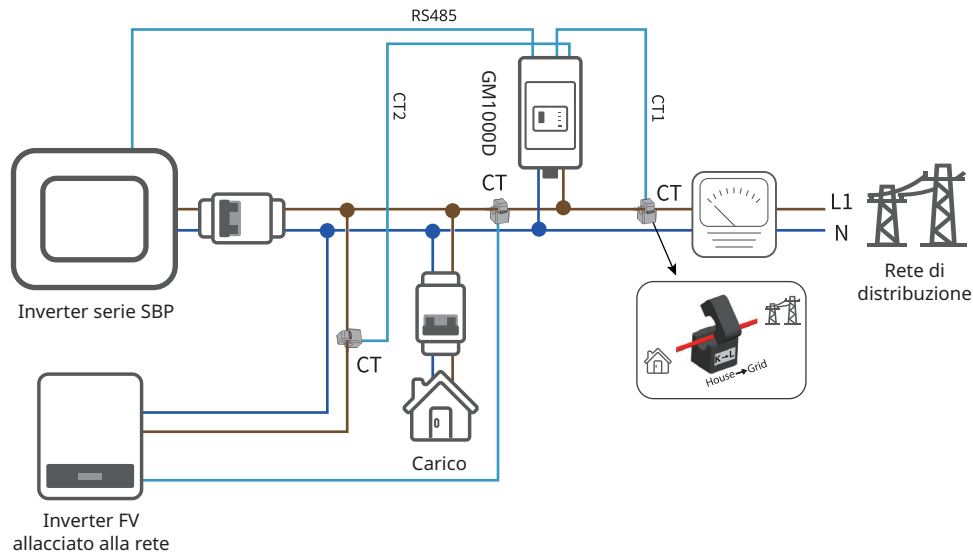 RS485
CT2
GM1000D
CT1
CT
CT
L1
N
Rete di
distribuzione
Inverter serie SBP
CT
K→L
House→Grid
Carico
Inverter FV
allacciato alla rete